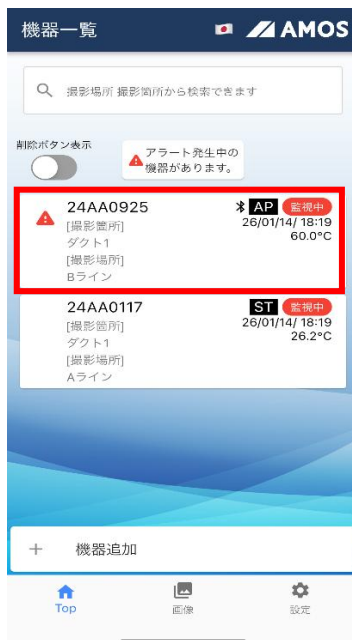 機器一覧
AMOS
撮影場所 撮影箇所から検索できます
削除ボタン表示
アラート発生中の
機器があります。
24AA0925
AP 監視中
[撮影箇所]
26/01/14/ 18:19
ダクト1
60.0°C
[撮影場所]
Bライン
24AA0117
ST 監視中
[撮影箇所]
26/01/14/ 18:19
ダクト1
26.2°C
[撮影場所]
Aライン
+ 機器追加
Top
画像
設定